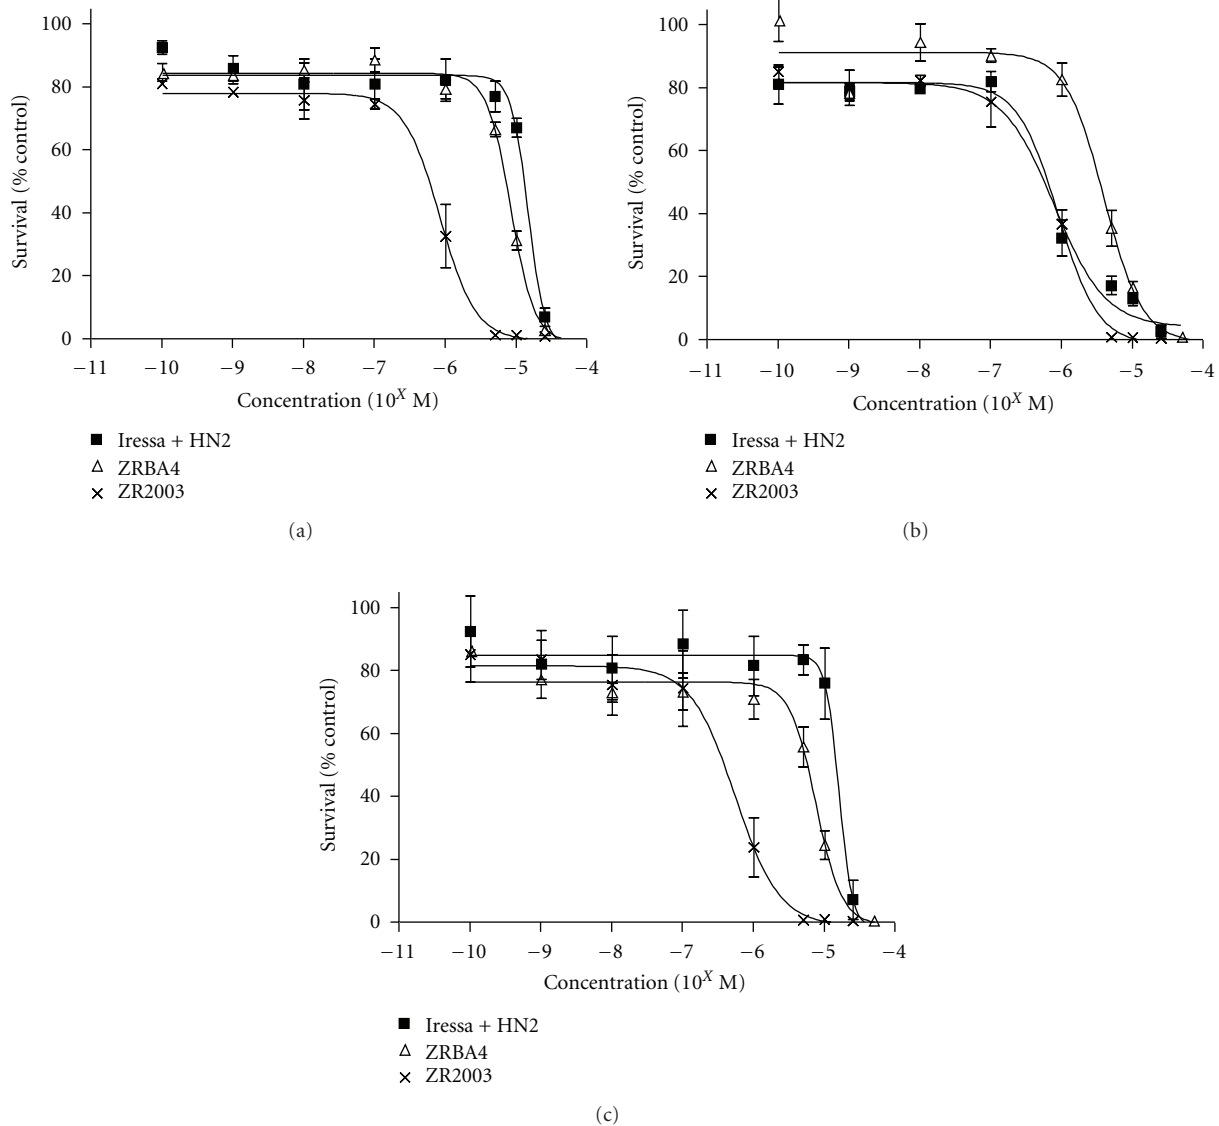 100
80
60
40
20
0
Survival (% control)
−11 −10 −9 −8 −7 −6 −5 −4
Concentration (10^X M)
Iressa + HN2
ZRBA4
ZR2003
(a)
100
80
60
40
20
0
Survival (% control)
−11 −10 −9 −8 −7 −6 −5 −4
Concentration (10^X M)
Iressa + HN2
ZRBA4
ZR2003
(b)
100
80
60
40
20
0
Survival (% control)
−11 −10 −9 −8 −7 −6 −5 −4
Concentration (10^X M)
Iressa + HN2
ZRBA4
ZR2003
(c)